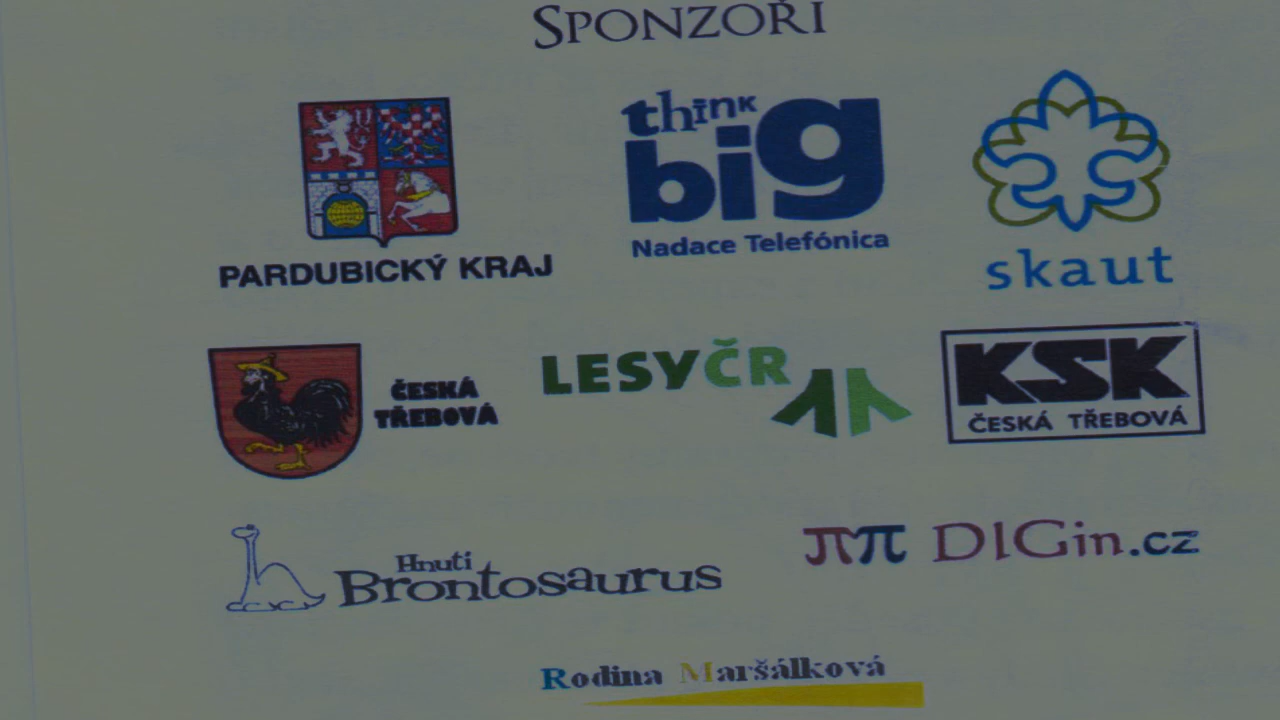 SPONZOŘI
think
big
Nadace Telefónica
PARDUBICKÝ KRAJ
skaut
ČESKÁ
TŘEBOVÁ
LESYČR
KSK
ČESKÁ TŘEBOVÁ
Hnutí
Brontosaurus
ππ DIGin.cz
Rodina Maršálková